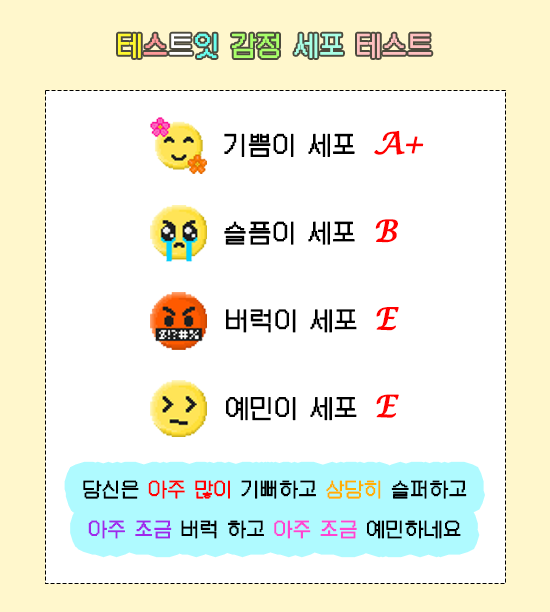 테스트잇 감정 세포 테스트
기쁨이 세포 A+
슬픔이 세포 B
버럭이 세포 E
$!?#%
예민이 세포 E
당신은 아주 많이 기뻐하고 상당히 슬퍼하고
아주 조금 버럭 하고 아주 조금 예민하네요